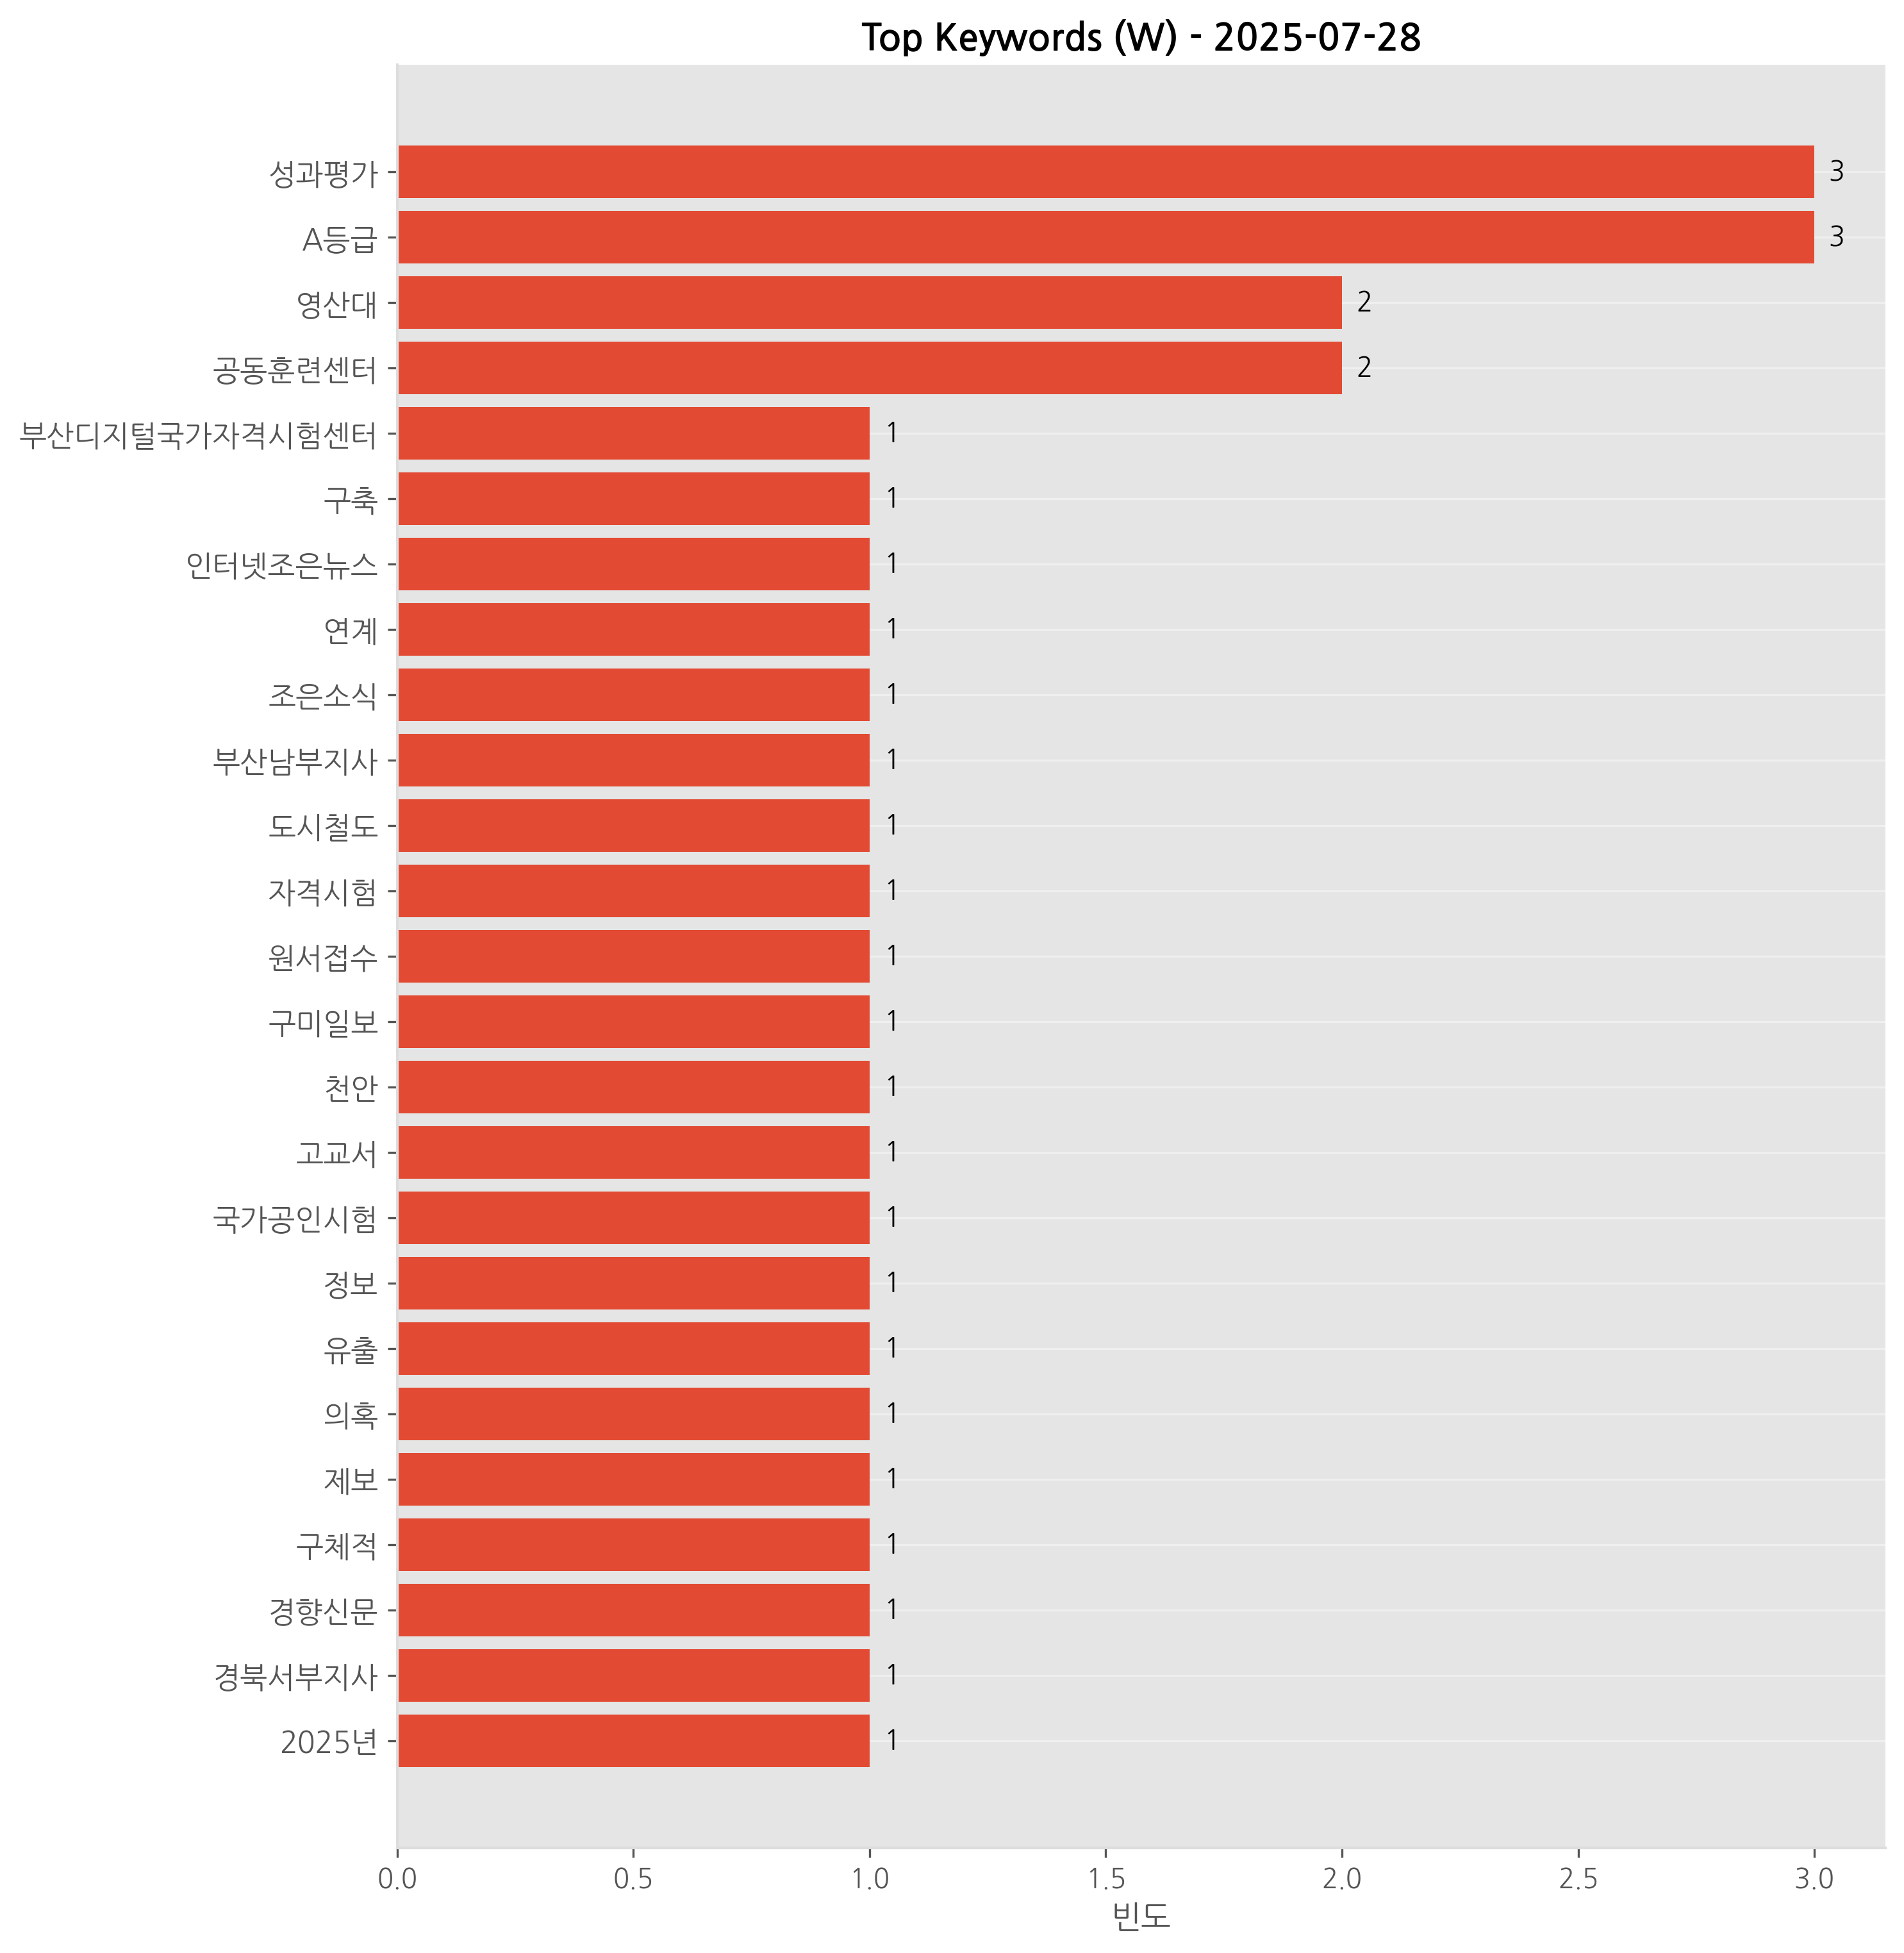 Top Keywords (W) - 2025-07-28
성과평가 3
A등급 3
영산대 2
공동훈련센터 2
부산디지털국가자격시험센터 1
구축 1
인터넷조은뉴스 1
연계 1
조은소식 1
부산남부지사 1
도시철도 1
자격시험 1
원서접수 1
구미일보 1
천안 1
고교서 1
국가공인시험 1
정보 1
유출 1
의혹 1
제보 1
구체적 1
경향신문 1
경북서부지사 1
2025년 1
0.0 0.5 1.0 1.5 2.0 2.5 3.0
빈도